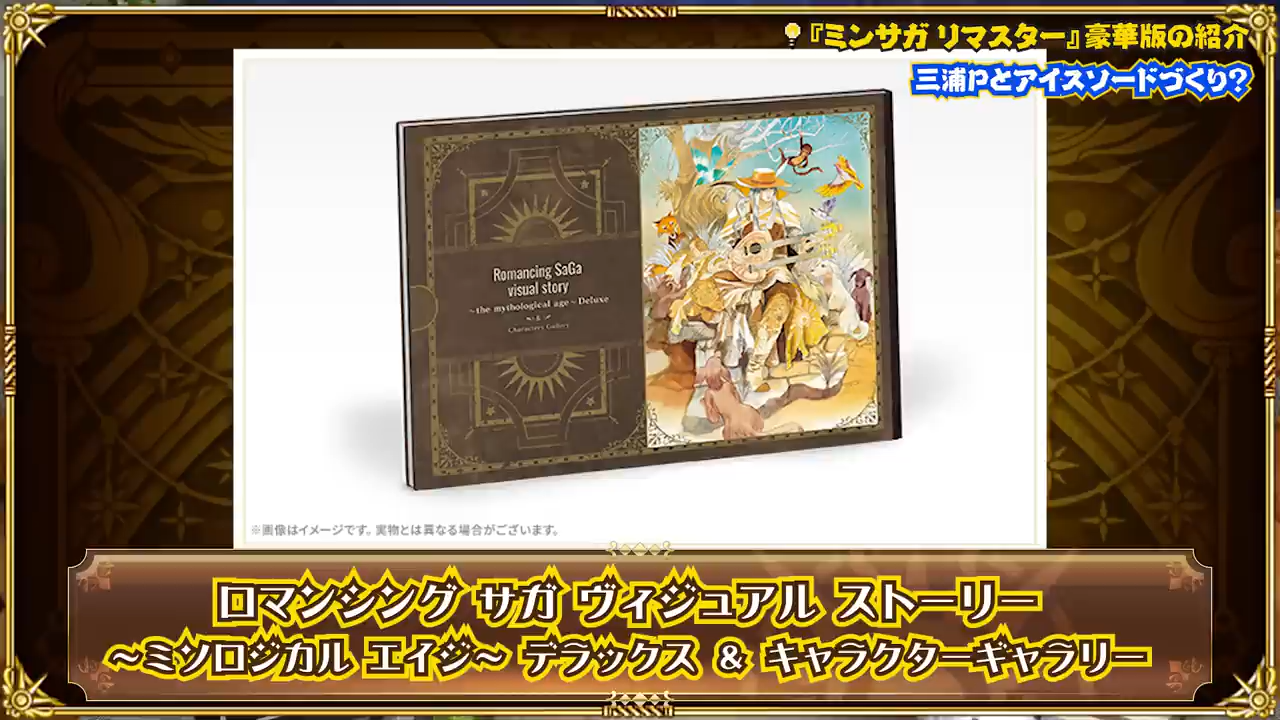 『ミンサガ リマスター』豪華版の紹介
三浦Pとアイスソードづくり?
Romancing SaGa
visual story
~the mythological age~Deluxe
&
Characters Gallery
※画像はイメージです。実物とは異なる場合がございます。
ロマンシング サガ ヴィジュアル ストーリー
~ミソロジカル エイジ~ デラックス & キャラクターギャラリー